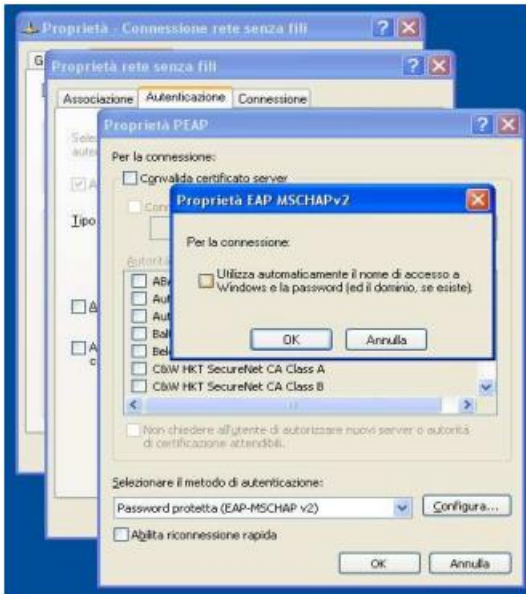 Proprietà - Connessione rete senza fili
G
Proprietà rete senza fili
Associazione Autenticazione Connessione
Proprietà PEAP
Per la connessione:
Convalida certificato server
Proprietà EAP MSCHAPv2
Per la connessione:
Tipo
Utilizza automaticamente il nome di accesso a
Windows e la password (ed il dominio, se esiste).
OK Annulla
C&W HKT SecureNet CA Class A
C&W HKT SecureNet CA Class B
Non chiedere all'utente di autorizzare nuovi server o autorità
di certificazione attendibili.
Selezionare il metodo di autenticazione:
Password protetta (EAP-MSCHAP v2) Configura...
Abilita riconnessione rapida
OK Annulla